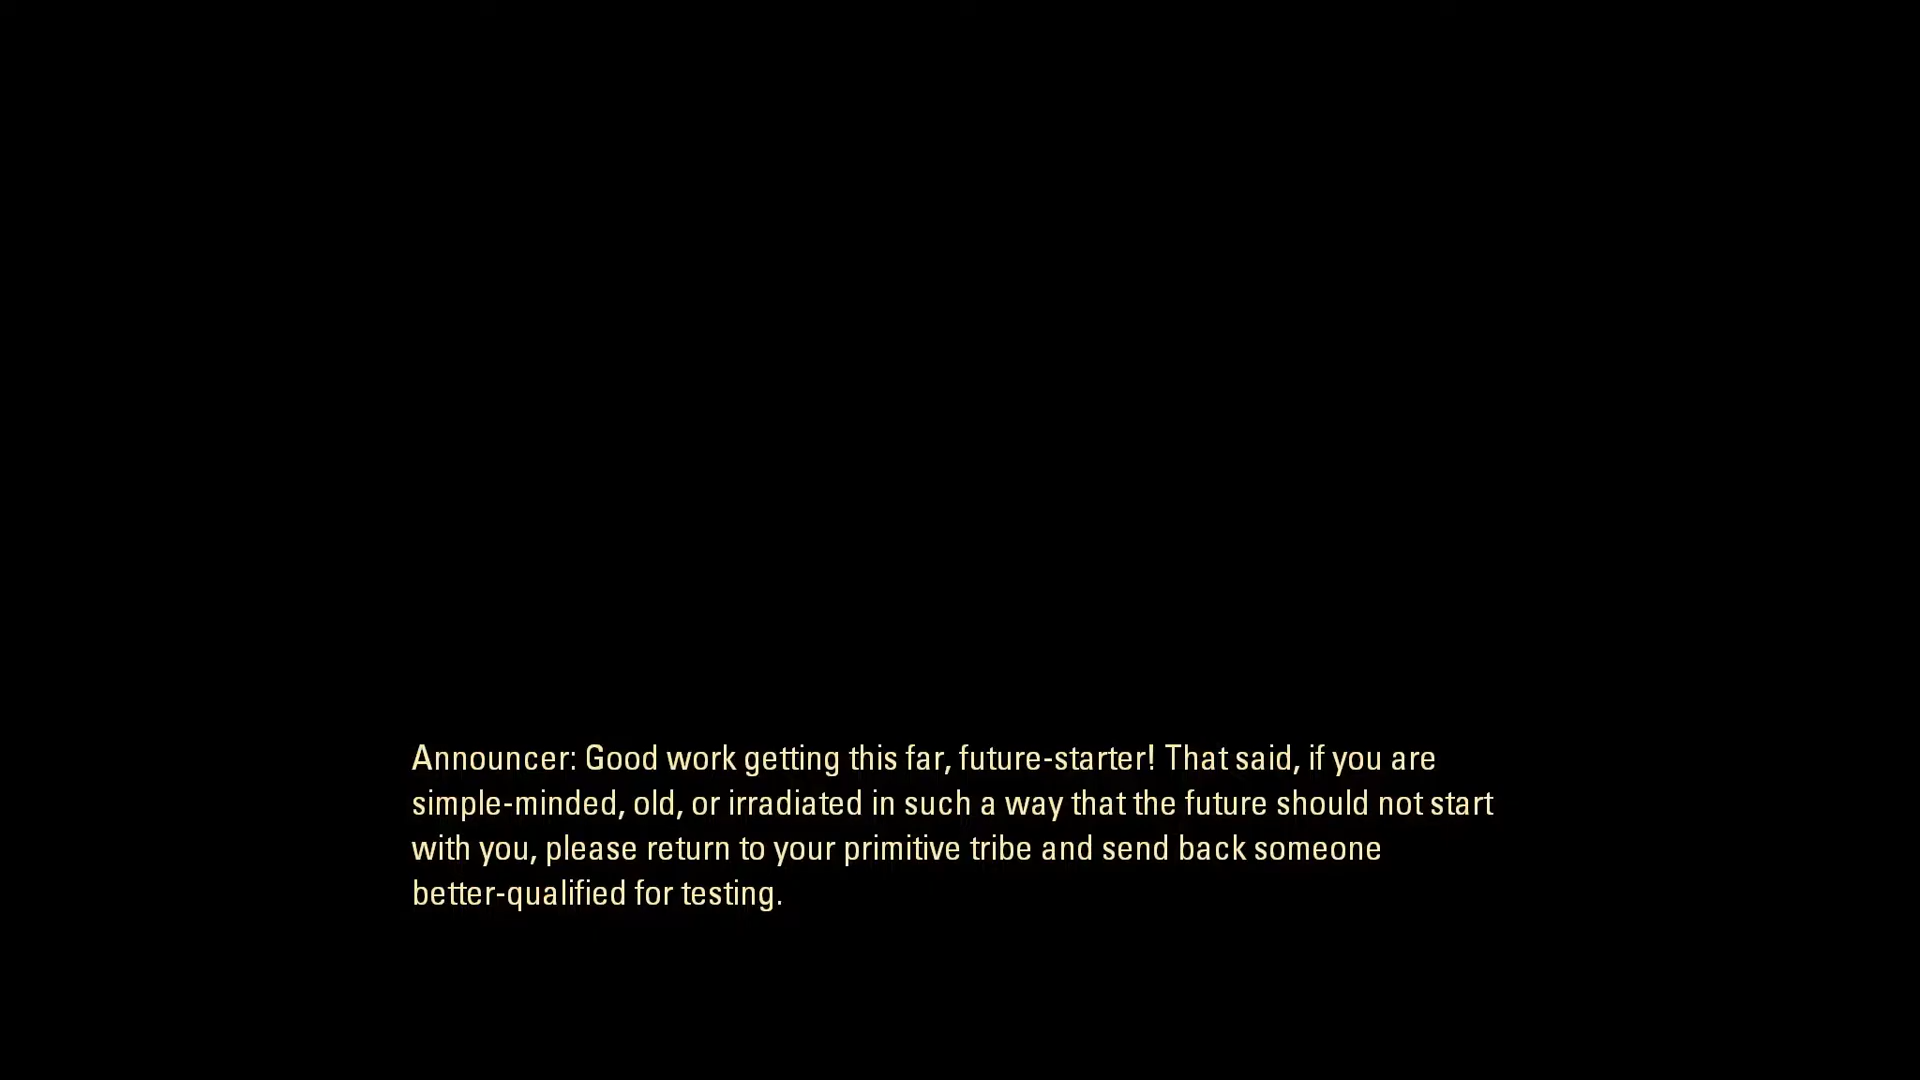 Announcer: Good work getting this far, future-starter! That said, if you are
simple-minded, old, or irradiated in such a way that the future should not start
with you, please return to your primitive tribe and send back someone
better-qualified for testing.